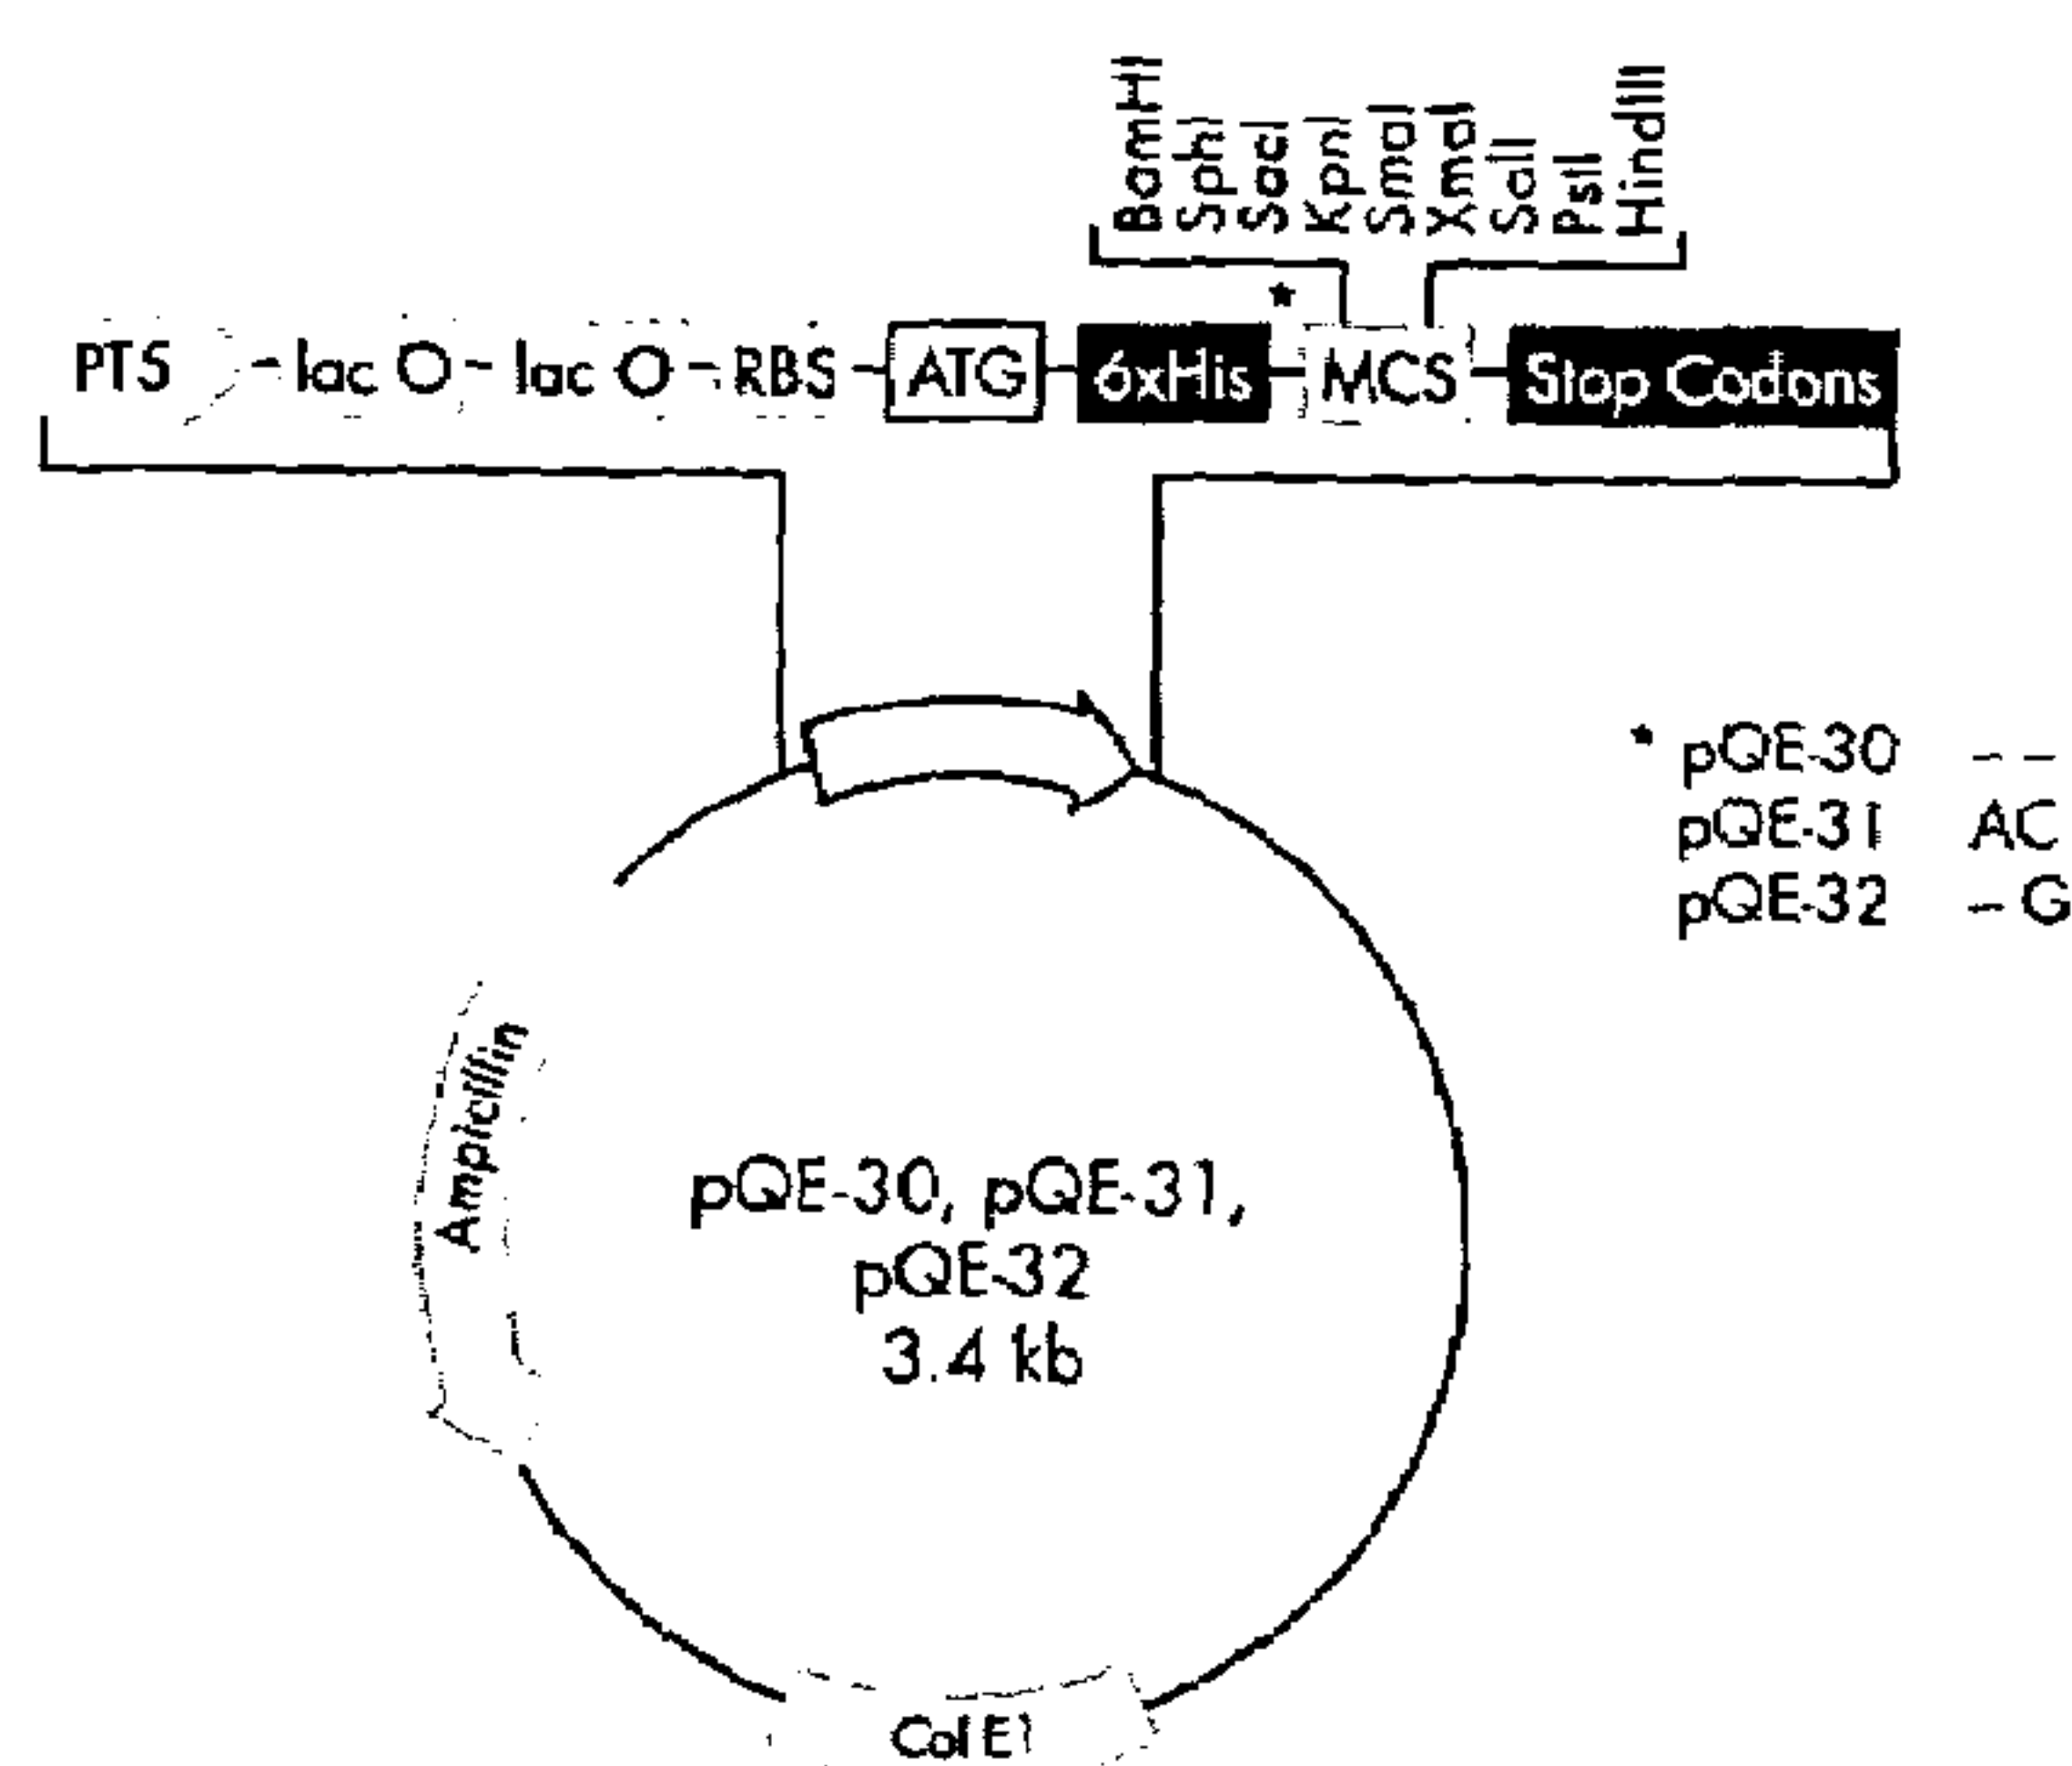 BamHI
SphI
SacI
KpnI
SmaI
XmaI
SalI
PstI
HindIII
PT5 lac O lac O RBS ATG 6xHis * MCS Stop Codons
* pQE-30 --
pQE-31 AC
pQE-32 -G
Ampicillin
pQE-30, pQE-31,
pQE-32
3.4 kb
Col E1